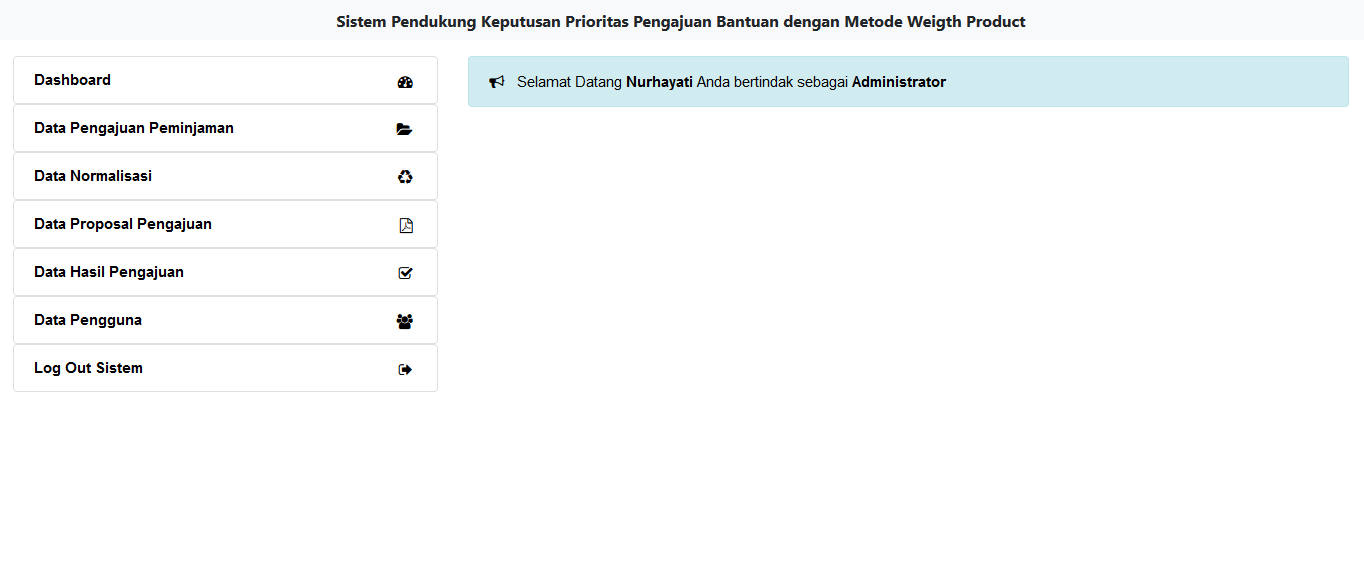 Sistem Pendukung Keputusan Prioritas Pengajuan Bantuan dengan Metode Weigth Product
Dashboard
Data Pengajuan Peminjaman
Data Normalisasi
Data Proposal Pengajuan
Data Hasil Pengajuan
Data Pengguna
Log Out Sistem
Selamat Datang Nurhayati Anda bertindak sebagai Administrator